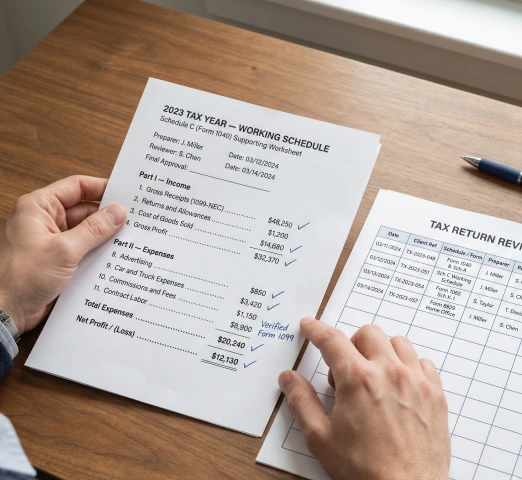 2023 TAX YEAR — WORKING SCHEDULE
Schedule C (Form 1040) Supporting Worksheet
Preparer: J. Miller Date: 03/12/2024
Reviewer: S. Chen Date: 03/14/2024
Final Approval:
Part I — Income
1. Gross Receipts (1099-NEC) $48,250 ✓
2. Returns and Allowances $1,200
3. Cost of Goods Sold $14,680 ✓
4. Gross Profit $32,370 ✓
Part II — Expenses
8. Advertising $850 ✓
9. Car and Truck Expenses $3,420 ✓
10. Commissions and Fees $1,150
11. Contract Labor $8,900 Verified Form 1099
Total Expenses $20,240 ✓
Net Profit / (Loss) $12,130 ✓
TAX RETURN REVI
Date Client Ref Schedule / Form Preparer
03/11/2024 TX-2023-048 Form 1040 & Sch A J. Miller
03/12/2024 TX-2023-051 Sch C Working Schedule J. Miller
03/13/2024 Form 1065 Sch K-1 S. Taylor
03/14/2024 TX-2023-057 Home Office J. Miller S. Chen